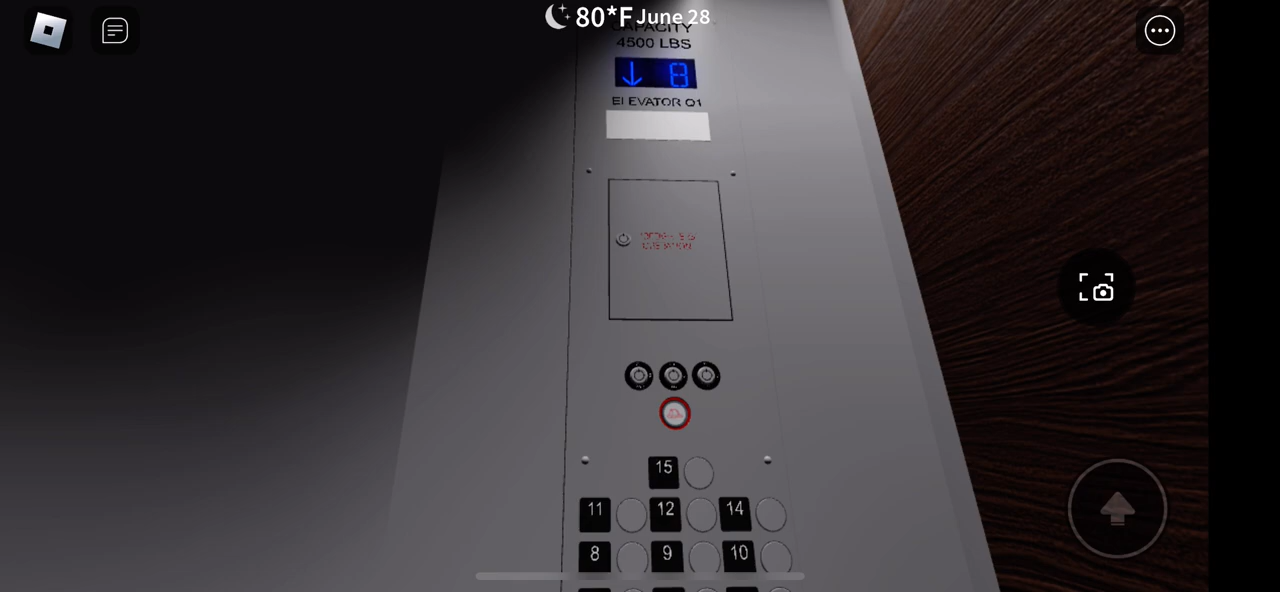 80*F June 28
CAPACITY
4500 LBS
↓ 8
ELEVATOR 01
15
11 12 14
8 9 10